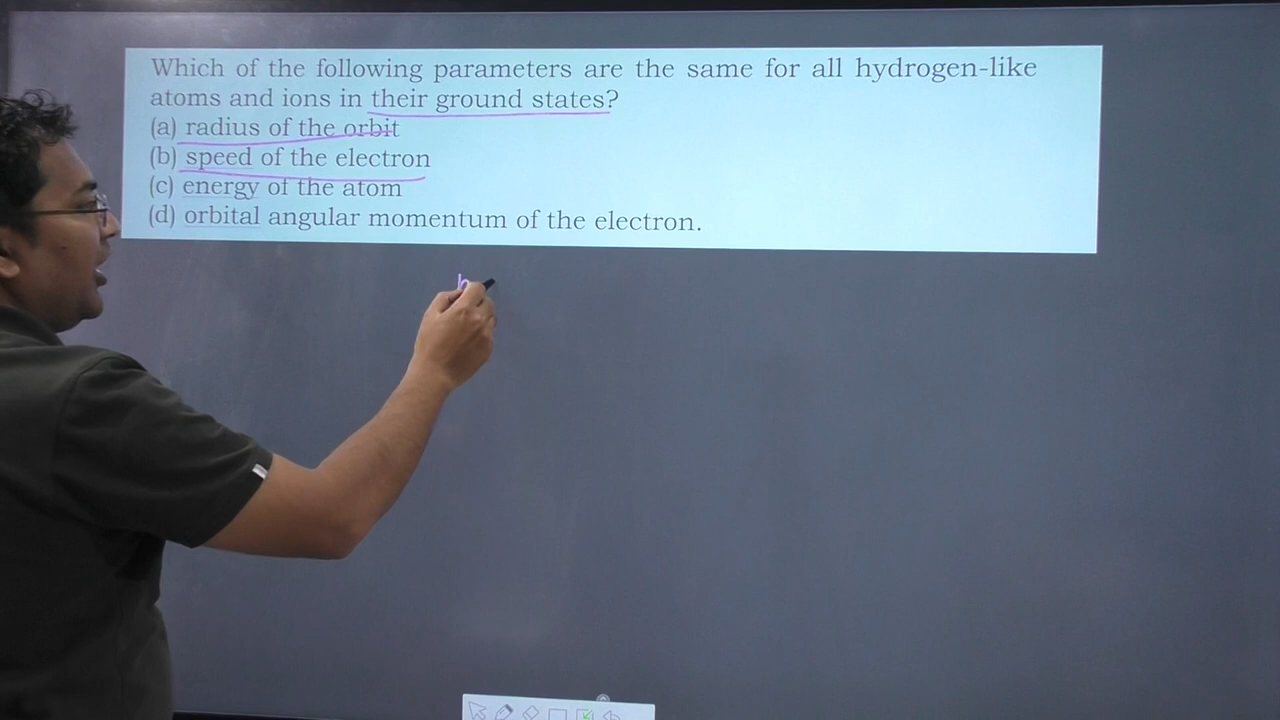 Which of the following parameters are the same for all hydrogen-like
atoms and ions in their ground states?
(a) radius of the orbit
(b) speed of the electron
(c) energy of the atom
(d) orbital angular momentum of the electron.